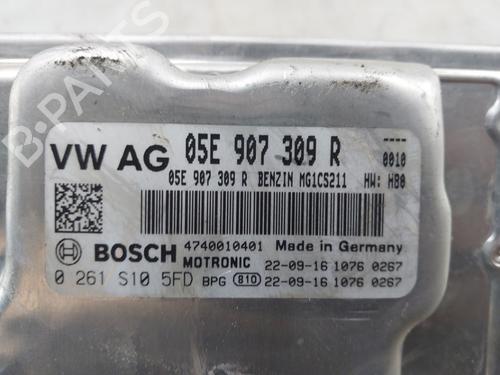 VW AG 05E 907 309 R ----
0010
05E 907 309 R BENZIN MG1CS211 HW: H80
BOSCH 4740010401 Made in Germany
MOTRONIC 22-09-16 1076 0267
0 261 S10 5FD BPG 810 22-09-16 1076 0267
B-PARTS